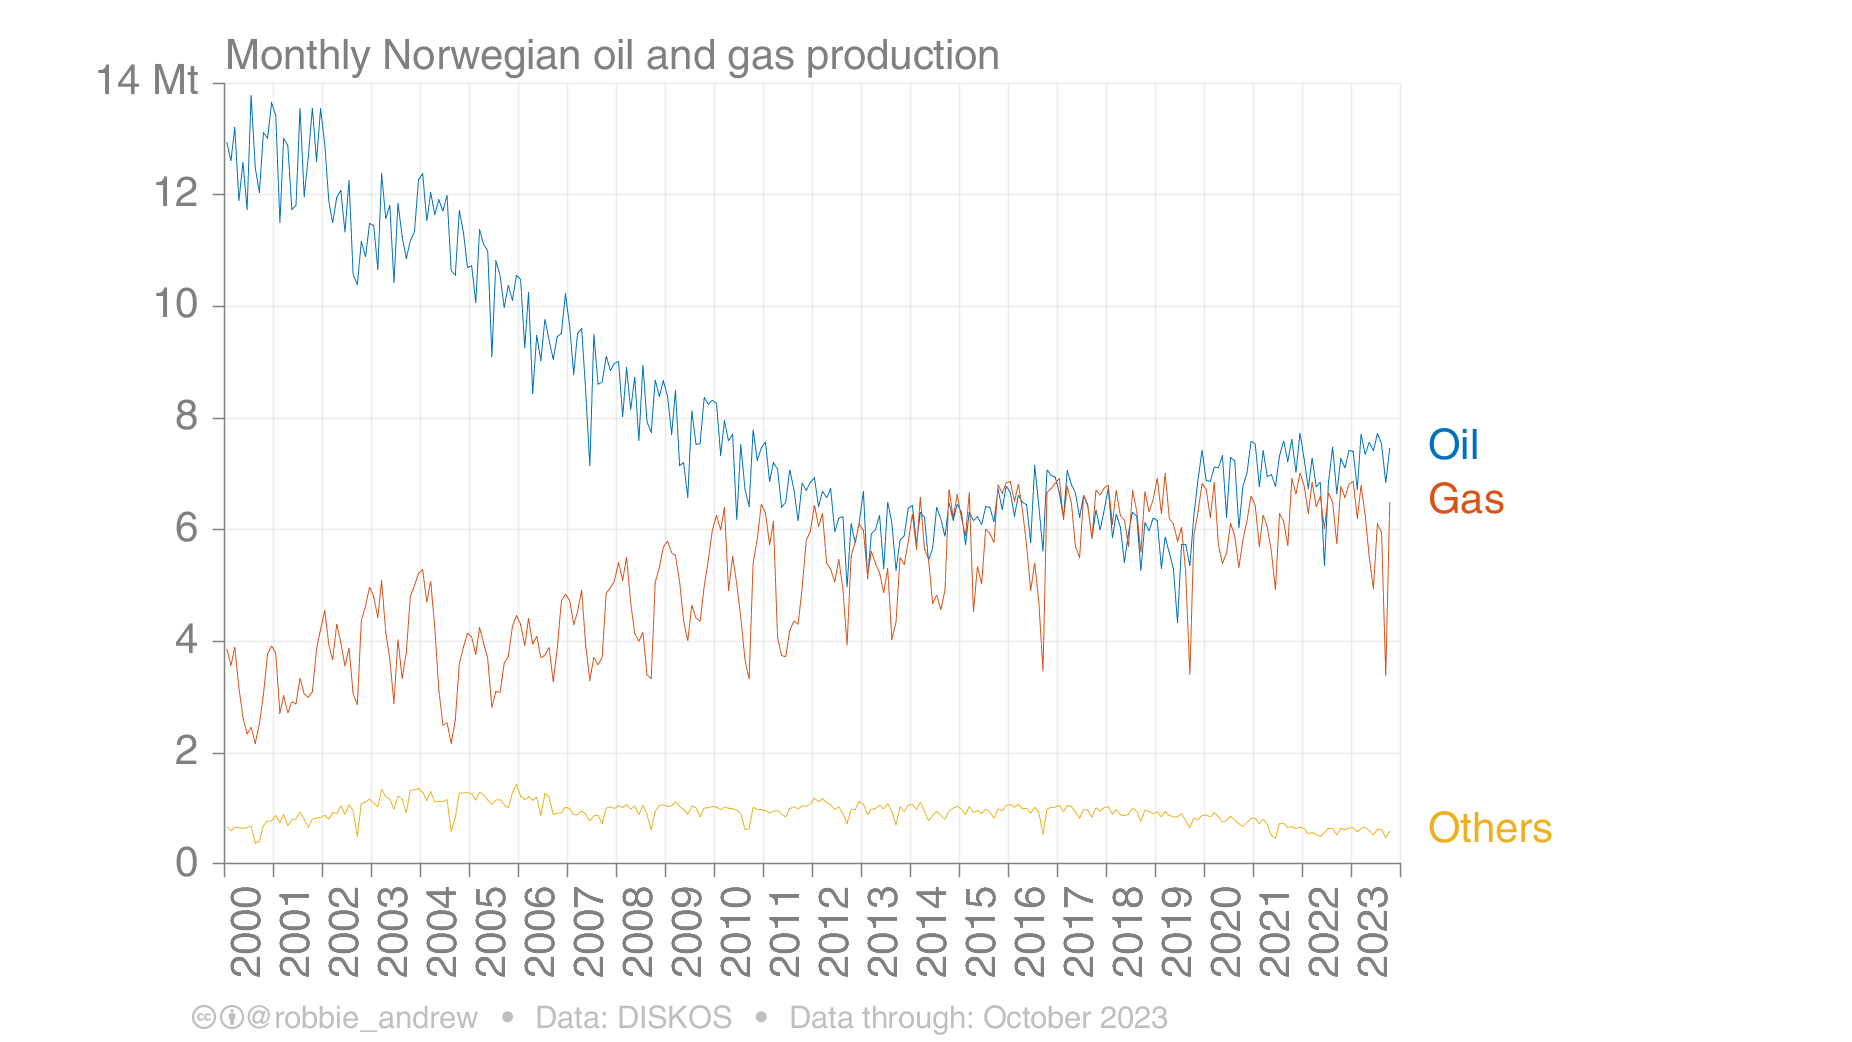 Monthly Norwegian oil and gas production
14 Mt
12
10
8
6
4
2
0
Oil
Gas
Others
2000 2001 2002 2003 2004 2005 2006 2007 2008 2009 2010 2011 2012 2013 2014 2015 2016 2017 2018 2019 2020 2021 2022 2023
@robbie_andrew • Data: DISKOS • Data through: October 2023